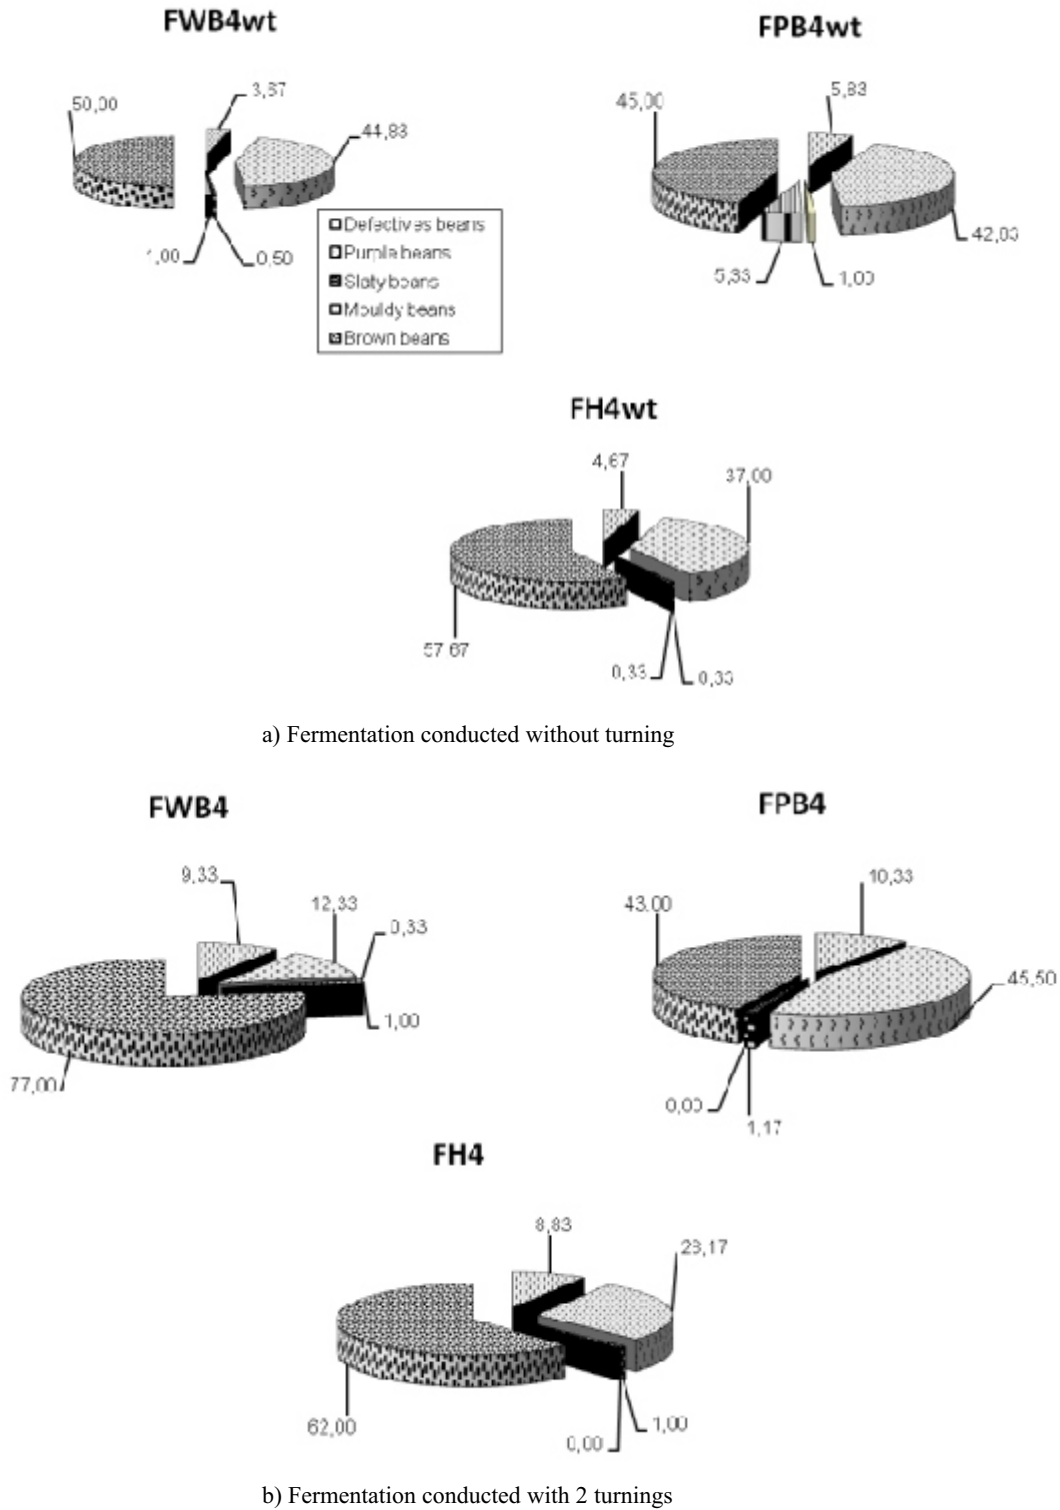 FWB4wt
FPB4wt
50,00
3,67
44,83
1,00
0,50
45,00
5,83
42,83
5,33
1,00
Defectives beans
Purple beans
Slaty beans
Mouldy beans
Brown beans
FH4wt
4,67
37,00
57,67
0,33
0,33
a) Fermentation conducted without turning
FWB4
FPB4
9,33
12,33
0,33
1,00
77,00
43,00
10,33
45,50
0,00
1,17
FH4
8,83
28,17
62,00
0,00
1,00
b) Fermentation conducted with 2 turnings